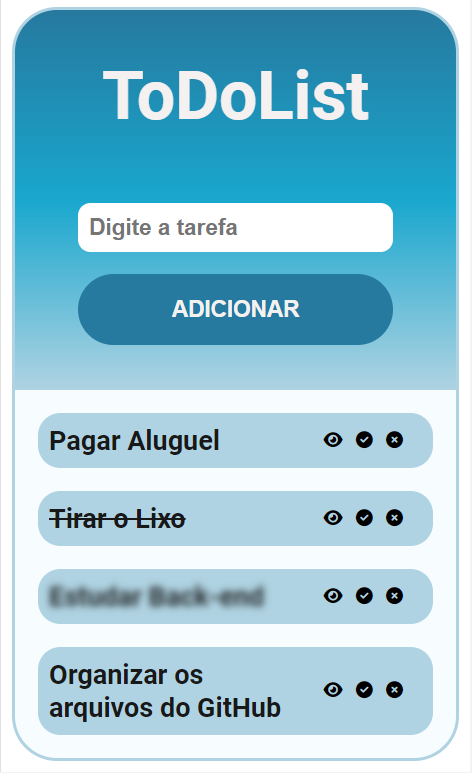 ToDoList
Digite a tarefa
ADICIONAR
Pagar Aluguel
Tirar o Lixo
Estudar Back-end
Organizar os
arquivos do GitHub